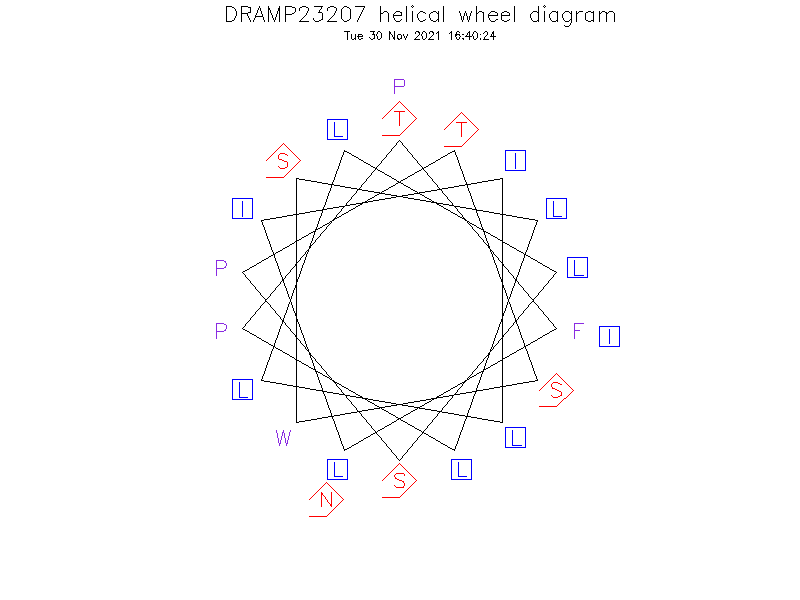 DRAMP23207 helical wheel diagram
Tue 30 Nov 2021 16:40:24
P
L T T
S I
I L
P L
P F I
L S
W L
L S L
N